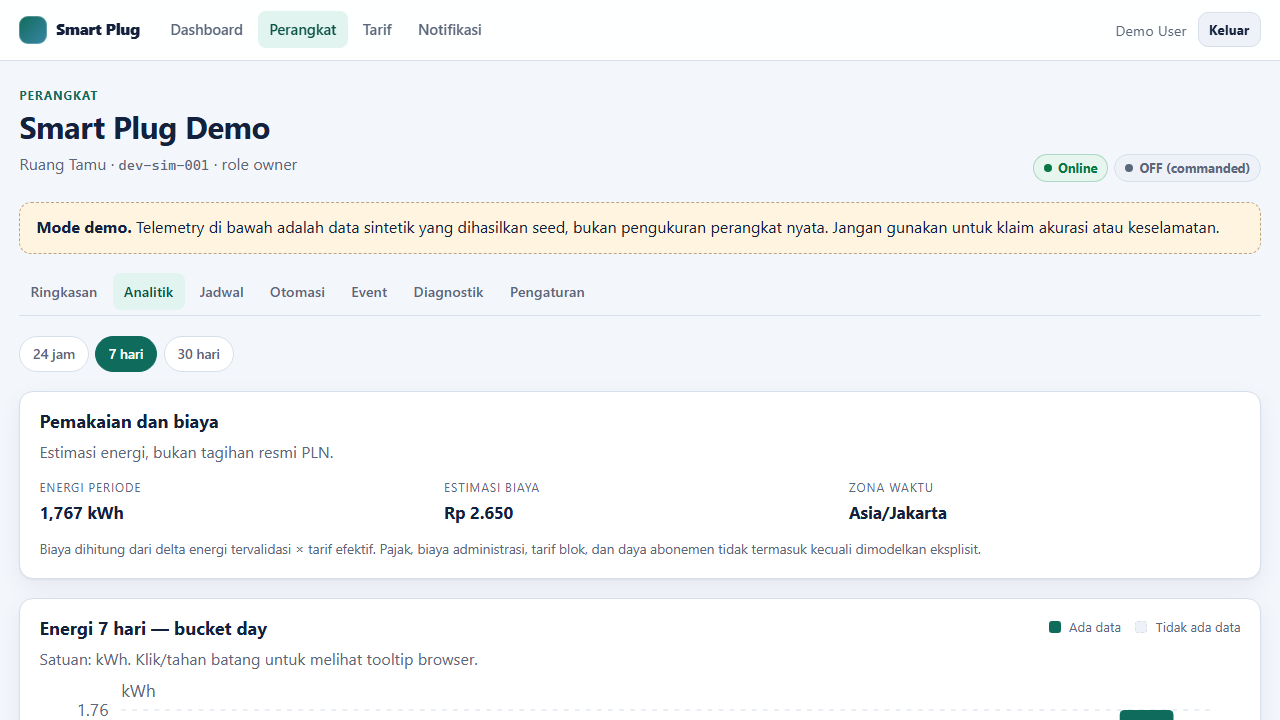 Smart Plug
Dashboard
Perangkat
Tarif
Notifikasi
Demo User
Keluar
PERANGKAT
Smart Plug Demo
Ruang Tamu · dev-sim-001 · role owner
Online
OFF (commanded)
Mode demo. Telemetry di bawah adalah data sintetik yang dihasilkan seed, bukan pengukuran perangkat nyata. Jangan gunakan untuk klaim akurasi atau keselamatan.
Ringkasan
Analitik
Jadwal
Otomasi
Event
Diagnostik
Pengaturan
24 jam
7 hari
30 hari
Pemakaian dan biaya
Estimasi energi, bukan tagihan resmi PLN.
ENERGI PERIODE
1,767 kWh
ESTIMASI BIAYA
Rp 2.650
ZONA WAKTU
Asia/Jakarta
Biaya dihitung dari delta energi tervalidasi × tarif efektif. Pajak, biaya administrasi, tarif blok, dan daya abonemen tidak termasuk kecuali dimodelkan eksplisit.
Energi 7 hari — bucket day
Ada data
Tidak ada data
Satuan: kWh. Klik/tahan batang untuk melihat tooltip browser.
kWh
1.76